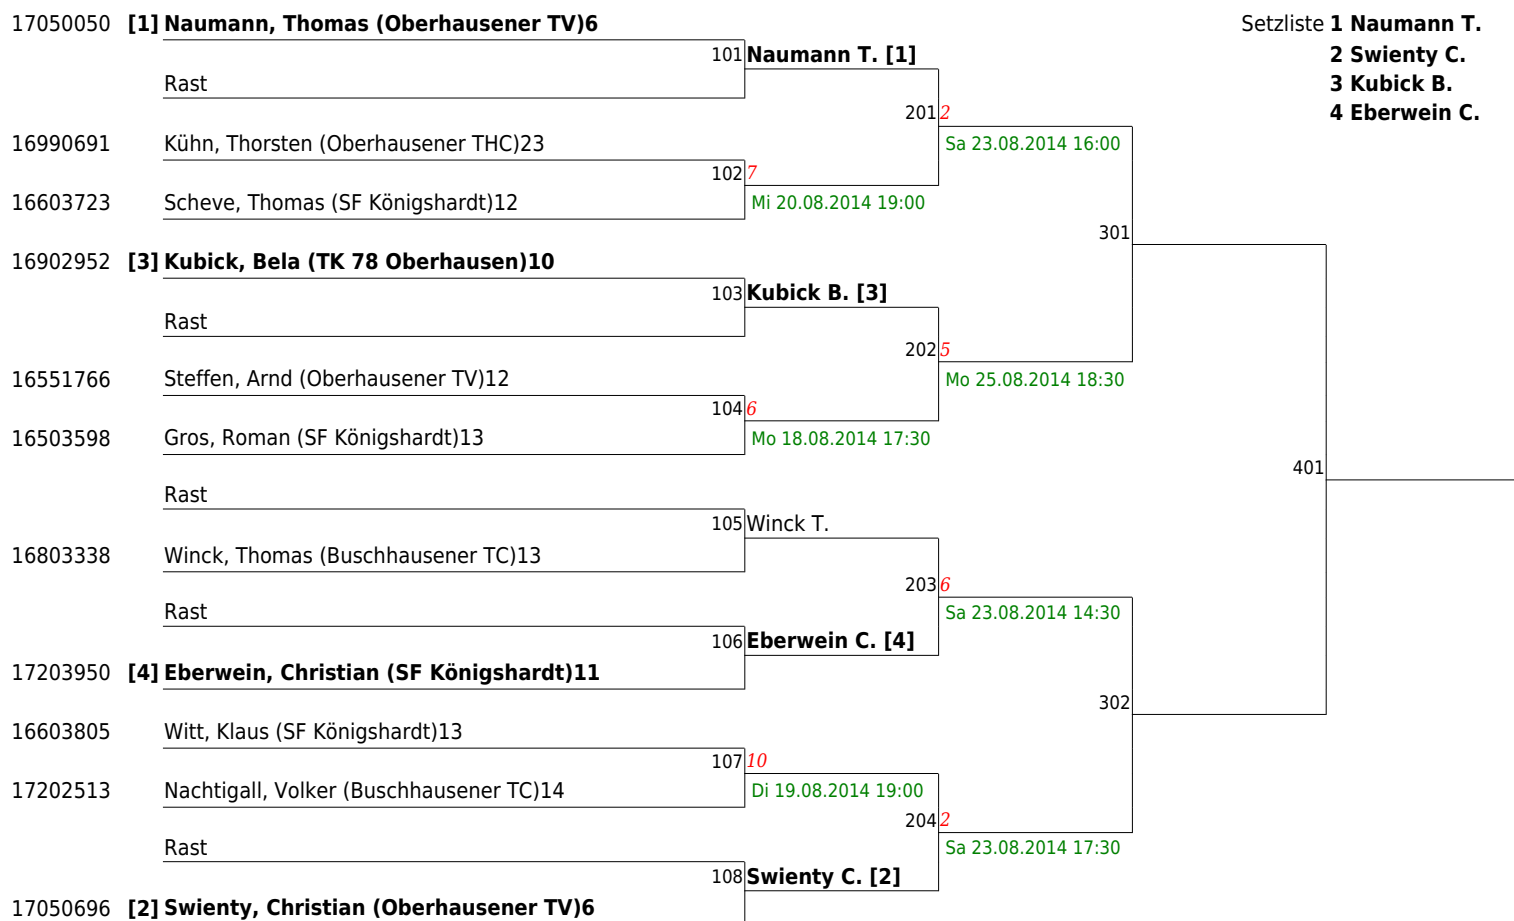 17050050 [1] Naumann, Thomas (Oberhausener TV)6
Setzliste 1 Naumann T.
101 Naumann T. [1]
2 Swienty C.
Rast
3 Kubick B.
201 2
4 Eberwein C.
16990691 Kühn, Thorsten (Oberhausener THC)23
Sa 23.08.2014 16:00
102 7
16603723 Scheve, Thomas (SF Königshardt)12
Mi 20.08.2014 19:00
301
16902952 [3] Kubick, Bela (TK 78 Oberhausen)10
103 Kubick B. [3]
Rast
202 5
16551766 Steffen, Arnd (Oberhausener TV)12
Mo 25.08.2014 18:30
104 6
16503598 Gros, Roman (SF Königshardt)13
Mo 18.08.2014 17:30
401
Rast
105 Winck T.
16803338 Winck, Thomas (Buschhausener TC)13
203 6
Rast
Sa 23.08.2014 14:30
106 Eberwein C. [4]
17203950 [4] Eberwein, Christian (SF Königshardt)11
302
16603805 Witt, Klaus (SF Königshardt)13
107 10
17202513 Nachtigall, Volker (Buschhausener TC)14
Di 19.08.2014 19:00
204 2
Rast
Sa 23.08.2014 17:30
108 Swienty C. [2]
17050696 [2] Swienty, Christian (Oberhausener TV)6